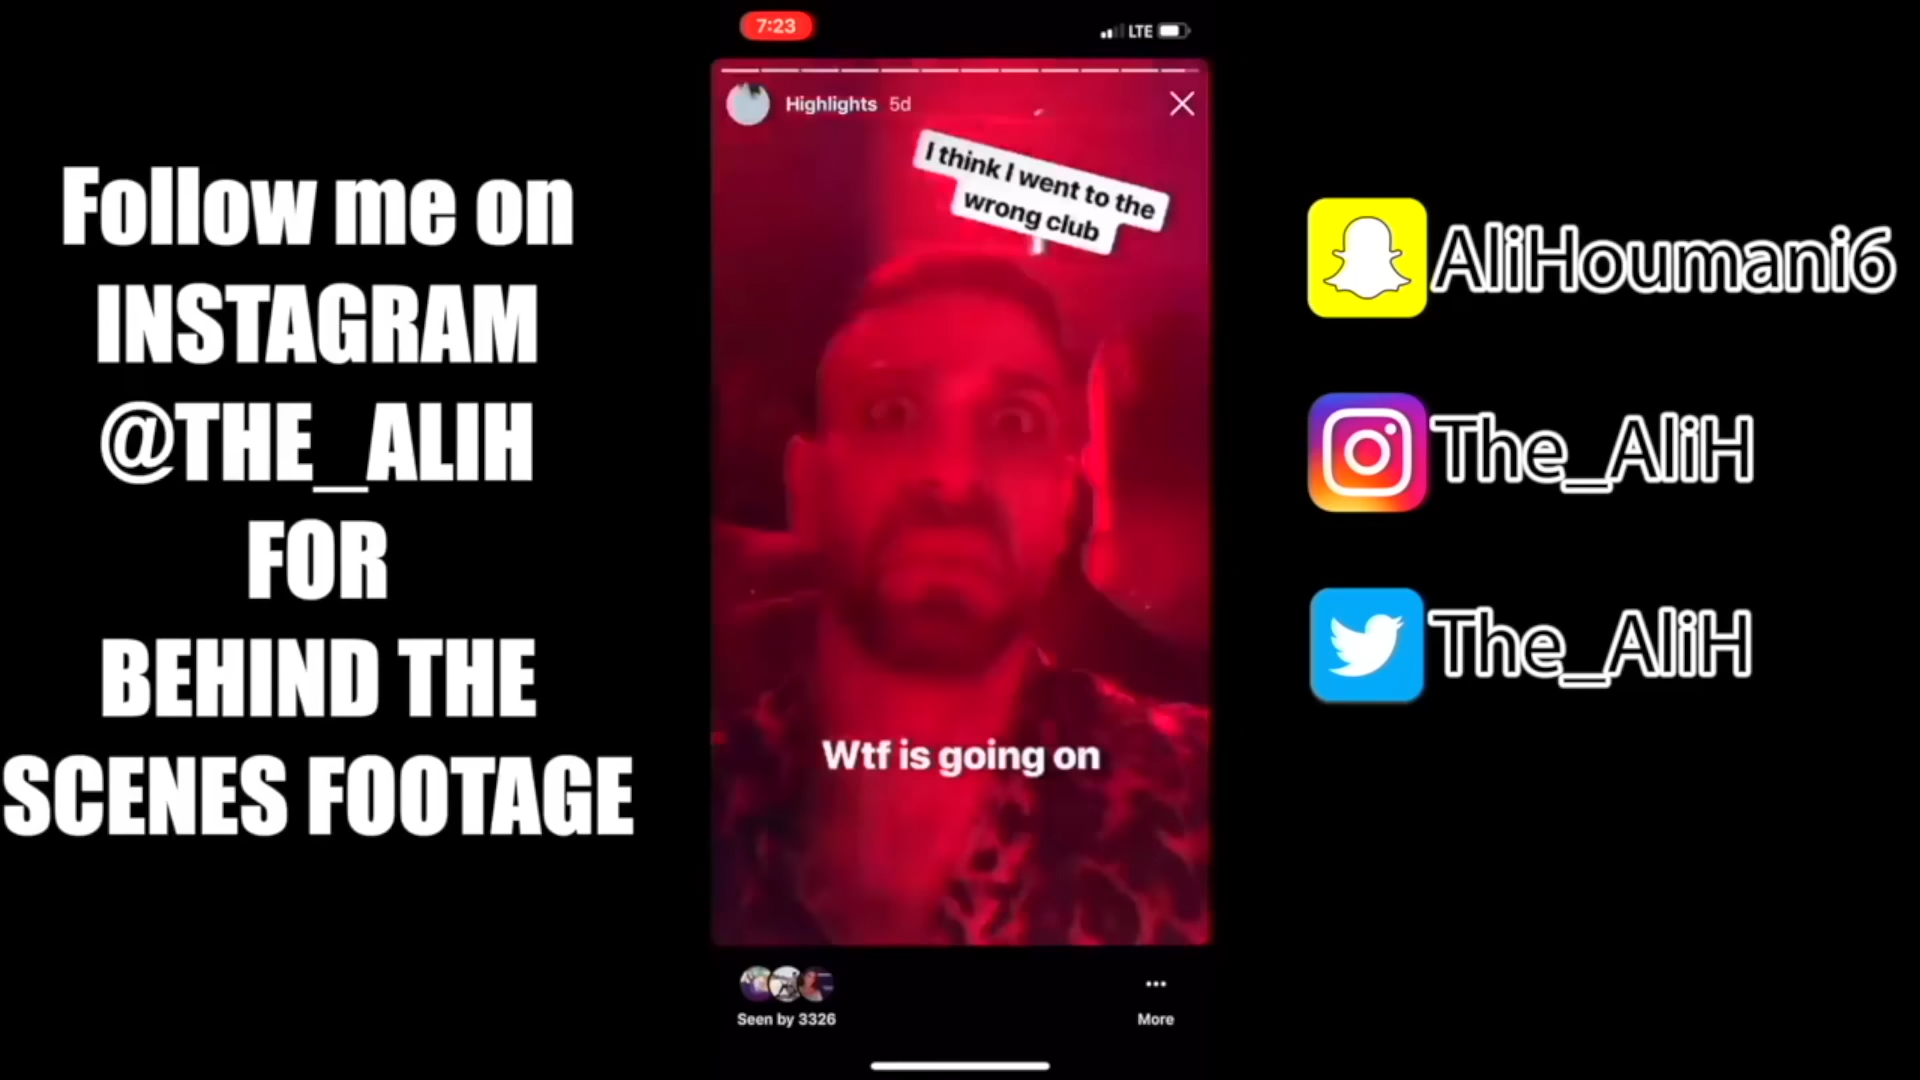 Follow me on
INSTAGRAM
@THE_ALIH
FOR
BEHIND THE
SCENES FOOTAGE
7:23
LTE
Highlights 5d
I think I went to the
wrong club
Wtf is going on
Seen by 3326
More
AliHoumani6
The_AliH
The_AliH